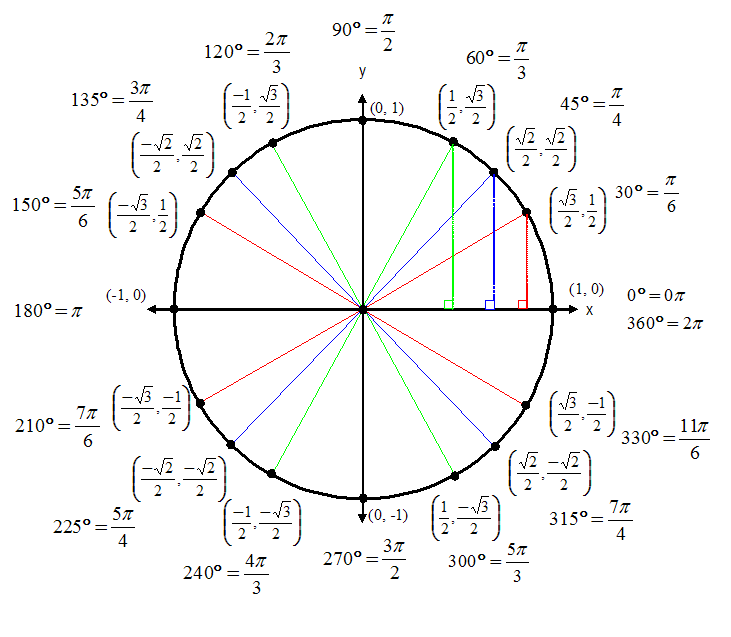 90° = π/2
120° = 2π/3
60° = π/3
y
135° = 3π/4
(-1/2, √3/2)
(0, 1)
(1/2, √3/2)
45° = π/4
(-√2/2, √2/2)
(√2/2, √2/2)
150° = 5π/6
(-√3/2, 1/2)
(√3/2, 1/2)
30° = π/6
(-1, 0)
(1, 0)
0° = 0π
180° = π
x
360° = 2π
210° = 7π/6
(-√3/2, -1/2)
(√3/2, -1/2)
330° = 11π/6
(-√2/2, -√2/2)
(√2/2, -√2/2)
225° = 5π/4
(-1/2, -√3/2)
(0, -1)
(1/2, -√3/2)
315° = 7π/4
240° = 4π/3
270° = 3π/2
300° = 5π/3